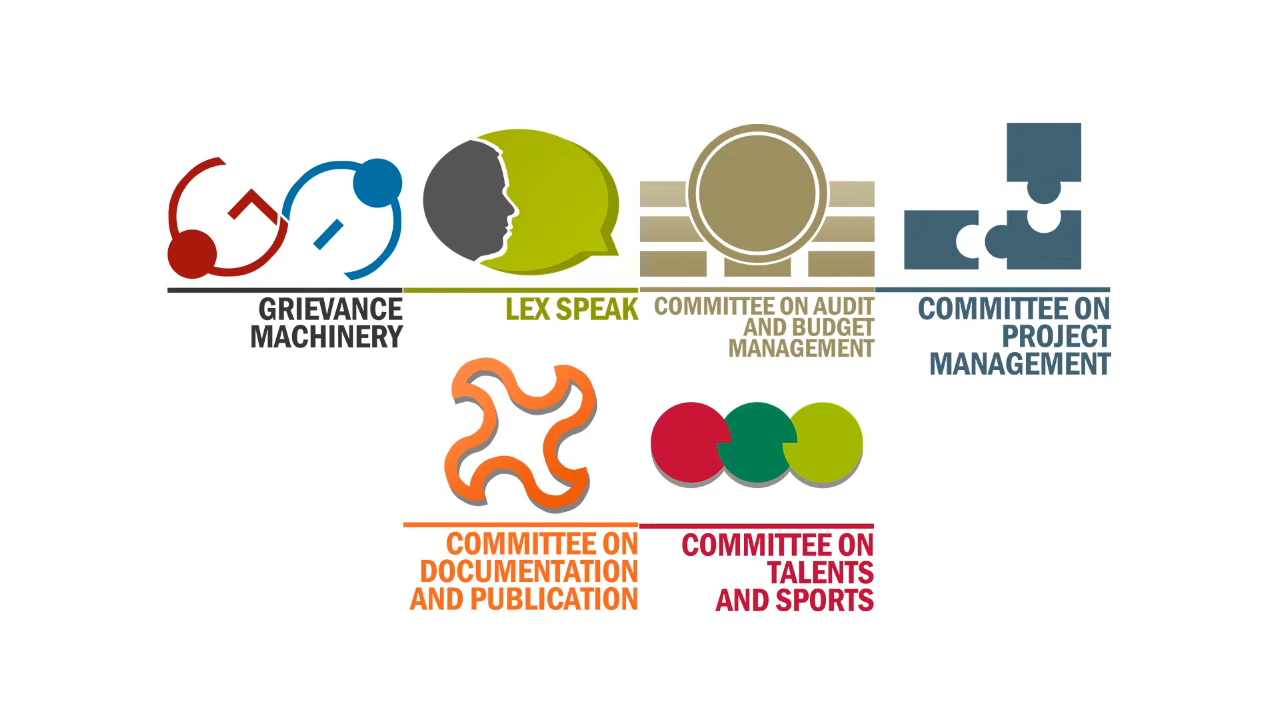 GRIEVANCE
MACHINERY
LEX SPEAK
COMMITTEE ON AUDIT
AND BUDGET
MANAGEMENT
COMMITTEE ON
PROJECT
MANAGEMENT
COMMITTEE ON
DOCUMENTATION
AND PUBLICATION
COMMITTEE ON
TALENTS
AND SPORTS